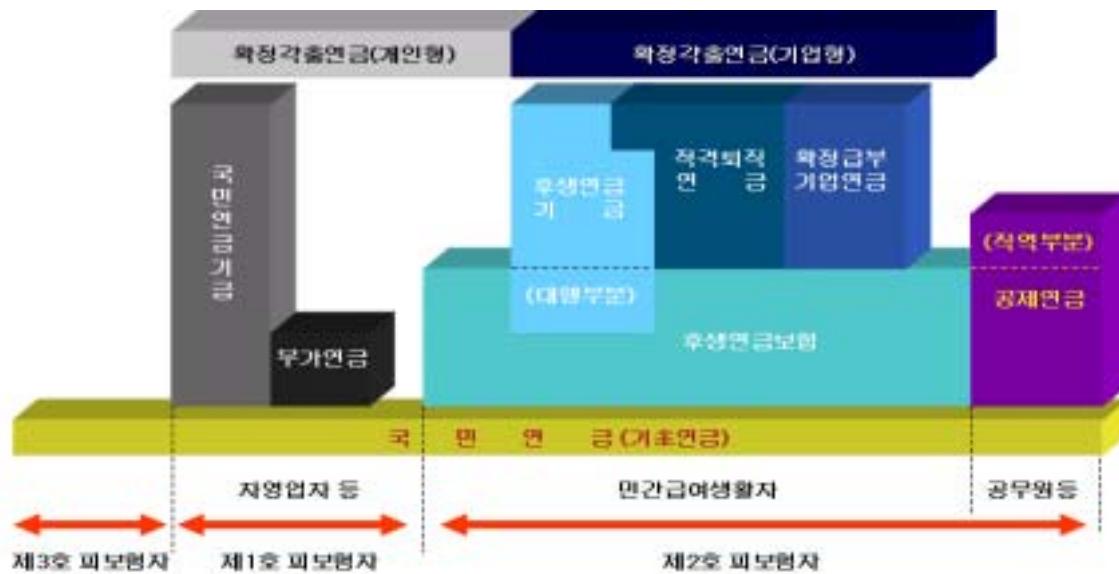 확정각출연금(개인형)
확정각출연금(기업형)
국민연금기금
부가연금
후생연금
기 금
(대행부분)
적격퇴직
연 금
확정급부
기업연금
후생연금보험
(직역부분)
공제연금
국 민 연 금(기초연금)
자영업자 등
민간급여생활자
공무원등
제3호 피보험자
제1호 피보험자
제2호 피보험자